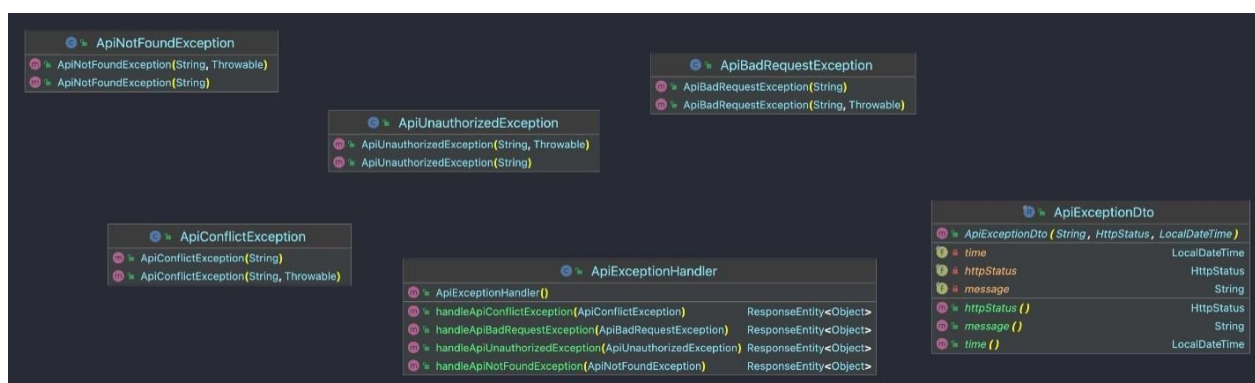 ApiNotFoundException
ApiNotFoundException(String, Throwable)
ApiNotFoundException(String)
ApiBadRequestException
ApiBadRequestException(String)
ApiBadRequestException(String, Throwable)
ApiUnauthorizedException
ApiUnauthorizedException(String, Throwable)
ApiUnauthorizedException(String)
ApiConflictException
ApiConflictException(String)
ApiConflictException(String, Throwable)
ApiExceptionHandler
ApiExceptionHandler()
handleApiConflictException(ApiConflictException) ResponseEntity<Object>
handleApiBadRequestException(ApiBadRequestException) ResponseEntity<Object>
handleApiUnauthorizedException(ApiUnauthorizedException) ResponseEntity<Object>
handleApiNotFoundException(ApiNotFoundException) ResponseEntity<Object>
ApiExceptionDto
ApiExceptionDto(String, HttpStatus, LocalDateTime)
time LocalDateTime
httpStatus HttpStatus
message String
httpStatus() HttpStatus
message() String
time() LocalDateTime